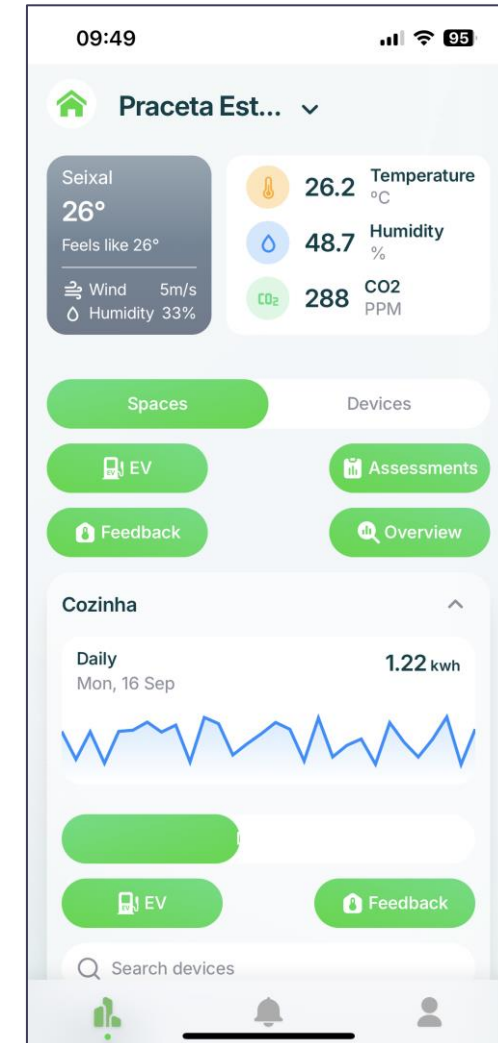 09:49
95
Praceta Est...
Seixal
26°
Feels like 26°
Wind 5m/s
Humidity 33%
26.2 Temperature
°C
48.7 Humidity
%
CO₂ 288 CO2
PPM
Spaces Devices
EV Assessments
Feedback Overview
Cozinha
Daily 1.22 kwh
Mon, 16 Sep
EV Feedback
Search devices